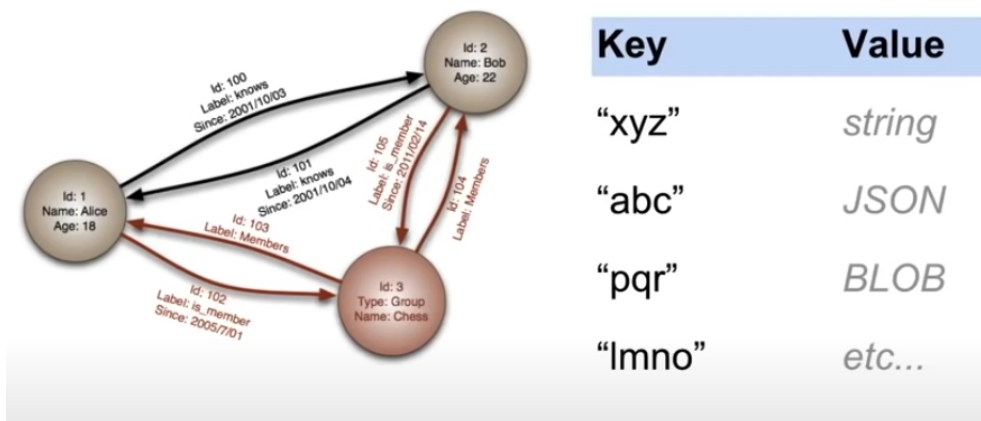 Id: 2
Name: Bob
Age: 22
Id: 100
Label: knows
Since: 2001/10/03
Id: 101
Label: knows
Since: 2001/10/04
Id: 105
Label: is_member
Since: 2011/02/14
Id: 104
Label: Members
Id: 1
Name: Alice
Age: 18
Id: 103
Label: Members
Id: 102
Label: is_member
Since: 2005/7/01
Id: 3
Type: Group
Name: Chess
Key Value
“xyz” string
“abc” JSON
“pqr” BLOB
“lmno” etc...